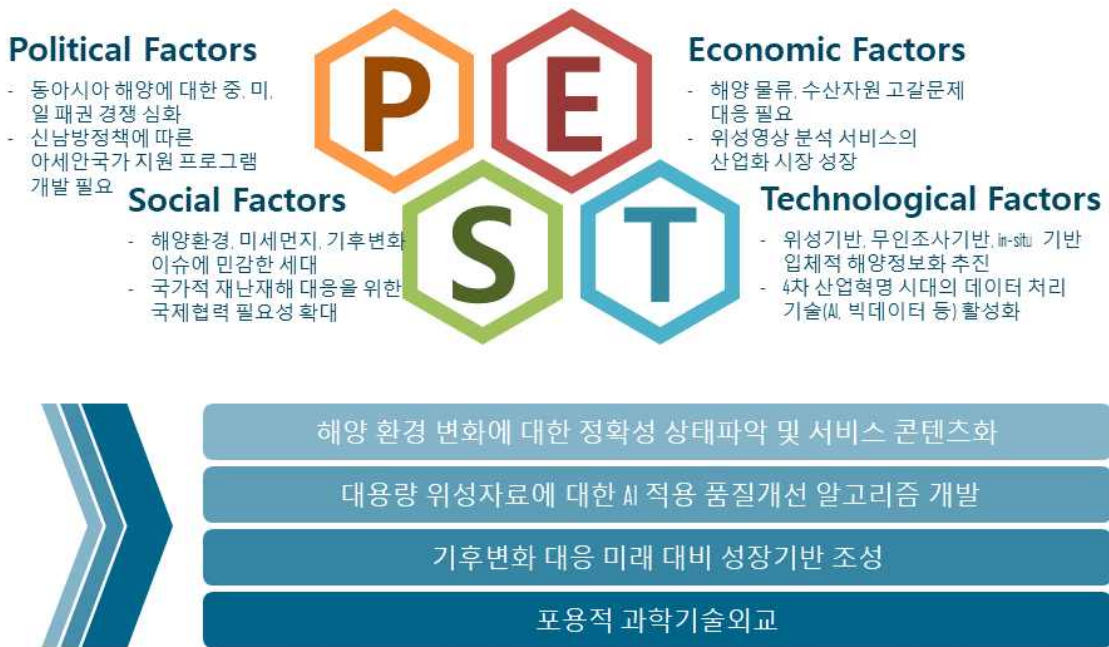 Political Factors
- 동아시아 해양에 대한 중, 미,
일 패권 경쟁 심화
- 신남방정책에 따른
아세안국가 지원 프로그램
개발 필요
P
E
Economic Factors
- 해양 물류, 수산자원 고갈문제
대응 필요
- 위성영상 분석 서비스의
산업화 시장 성장
Social Factors
- 해양환경, 미세먼지, 기후변화
이슈에 민감한 세대
- 국가적 재난재해 대응을 위한
국제협력 필요성 확대
S
T
Technological Factors
- 위성기반, 무인조사기반, in-situ 기반
입체적 해양정보화 추진
- 4차 산업혁명 시대의 데이터 처리
기술(AI, 빅데이터 등) 활성화
해양 환경 변화에 대한 정확성 상태파악 및 서비스 콘텐츠화
대용량 위성자료에 대한 AI 적용 품질개선 알고리즘 개발
기후변화 대응 미래 대비 성장기반 조성
포용적 과학기술외교